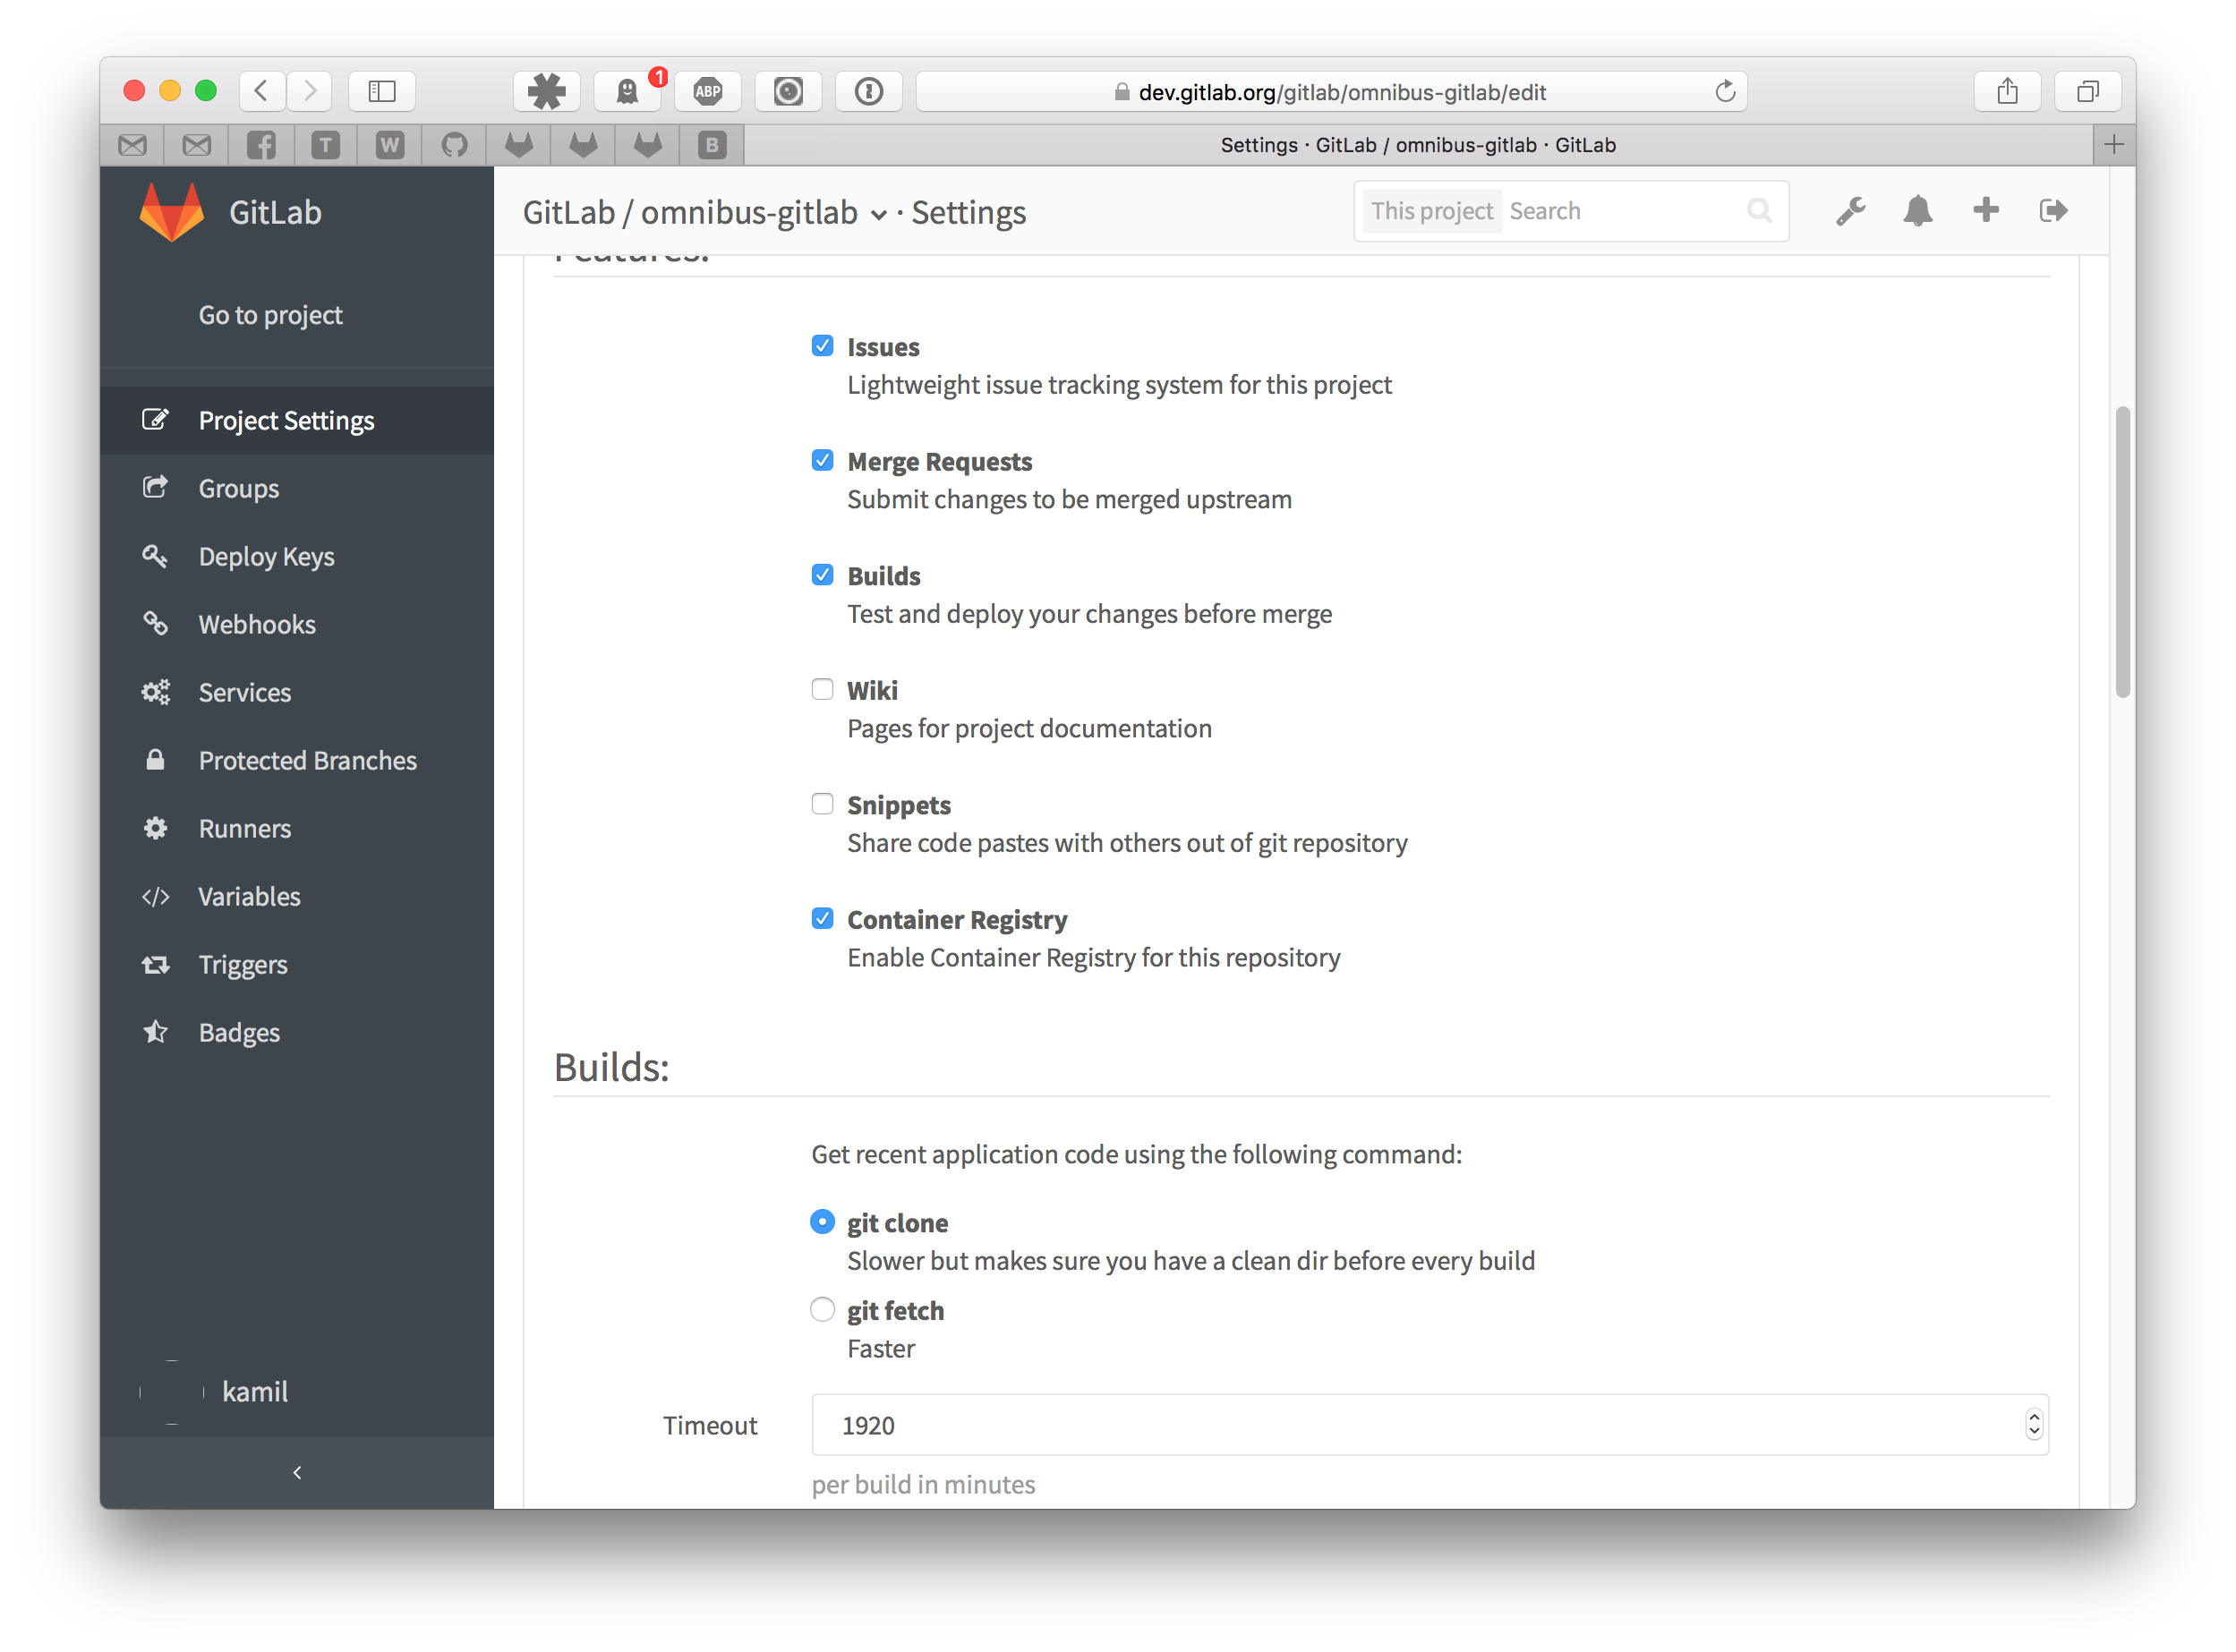 1
ABP
dev.gitlab.org/gitlab/omnibus-gitlab/edit
T
W
B
Settings · GitLab / omnibus-gitlab · GitLab
GitLab
GitLab / omnibus-gitlab · Settings
This project Search
Features:
Go to project
Project Settings
Groups
Deploy Keys
Webhooks
Services
Protected Branches
Runners
Variables
Triggers
Badges
kamil
Issues
Lightweight issue tracking system for this project
Merge Requests
Submit changes to be merged upstream
Builds
Test and deploy your changes before merge
Wiki
Pages for project documentation
Snippets
Share code pastes with others out of git repository
Container Registry
Enable Container Registry for this repository
Builds:
Get recent application code using the following command:
git clone
Slower but makes sure you have a clean dir before every build
git fetch
Faster
Timeout
1920
per build in minutes